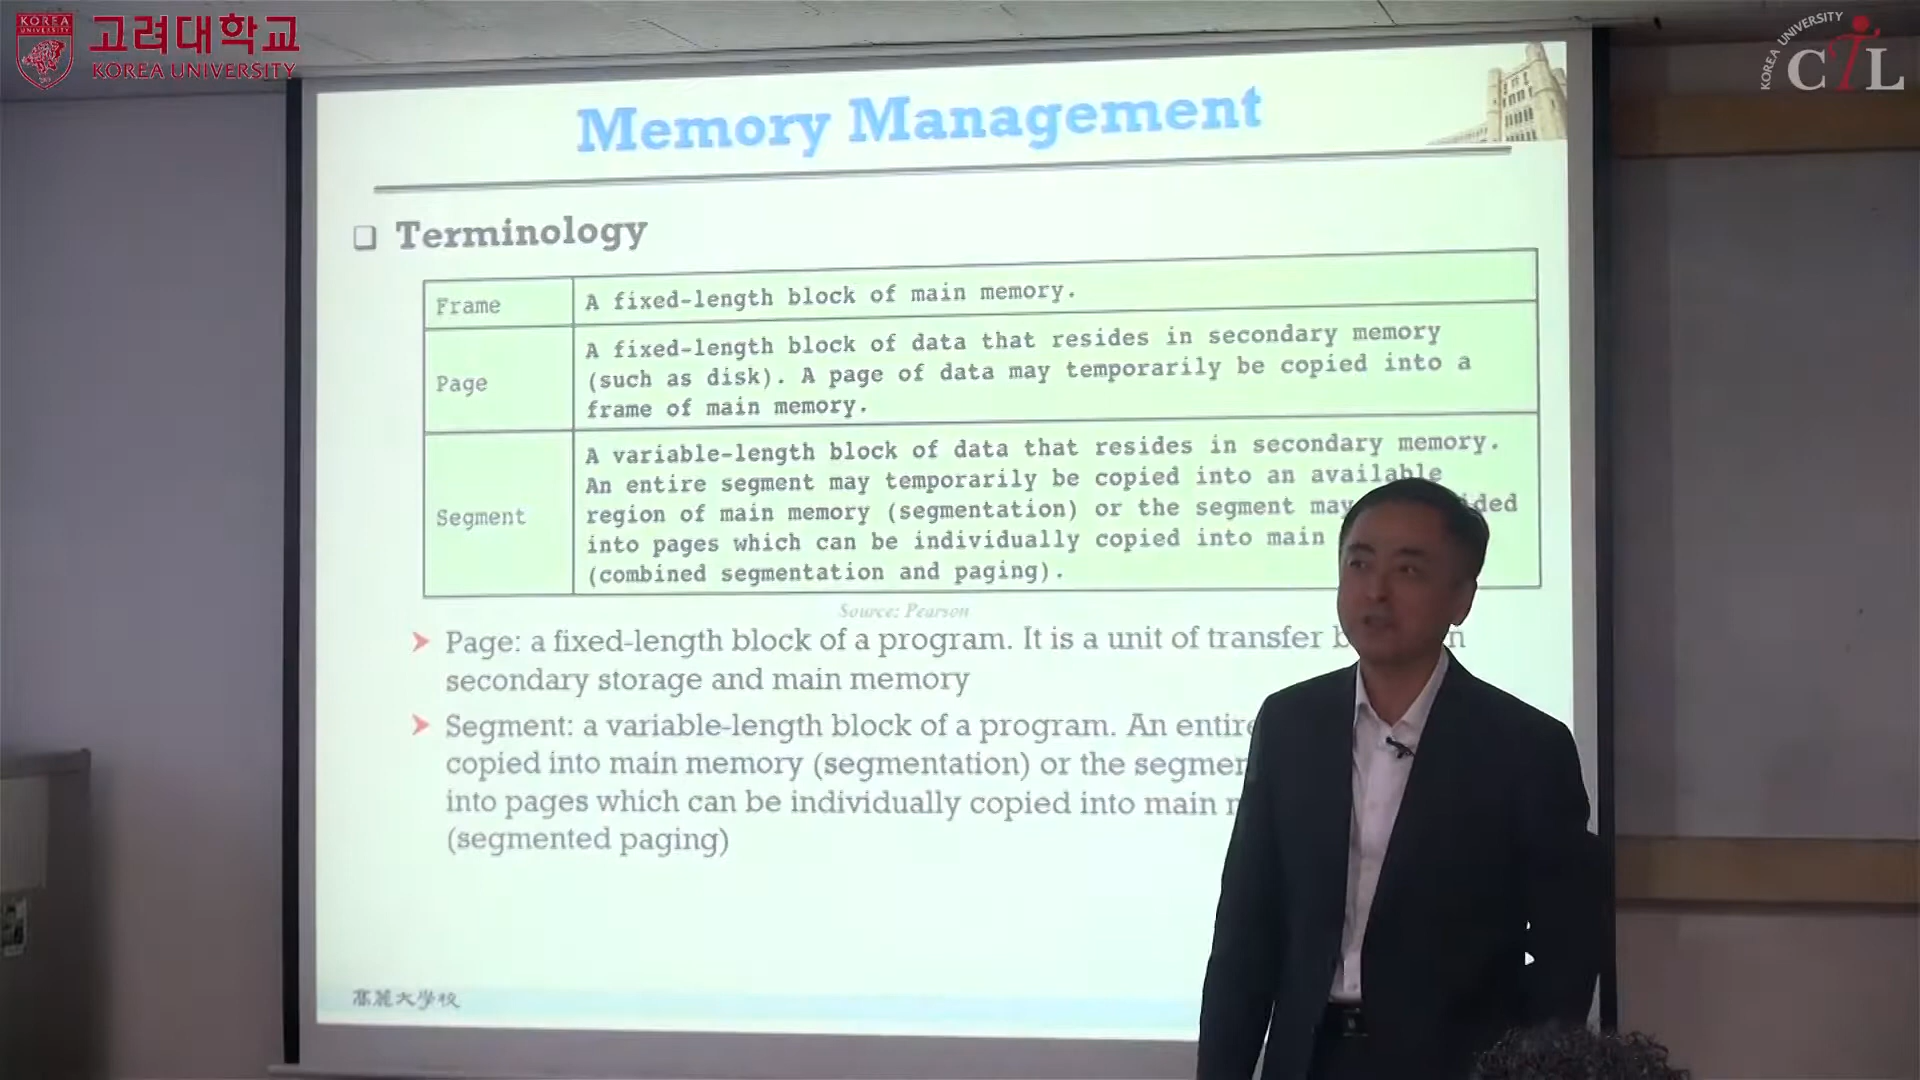 고려대학교
KOREA UNIVERSITY
KOREA
UNIVERSITY
KOREA UNIVERSITY
CTL
Memory Management
Terminology
Frame
A fixed-length block of main memory.
Page
A fixed-length block of data that resides in secondary memory
(such as disk). A page of data may temporarily be copied into a
frame of main memory.
Segment
A variable-length block of data that resides in secondary memory.
An entire segment may temporarily be copied into an available
region of main memory (segmentation) or the segment may
into pages which can be individually copied into main
(combined segmentation and paging).
Source: Pearson
Page: a fixed-length block of a program. It is a unit of transfer
secondary storage and main memory
Segment: a variable-length block of a program. An entire
copied into main memory (segmentation) or the
into pages which can be individually copied into main
(segmented paging)
高麗大學校